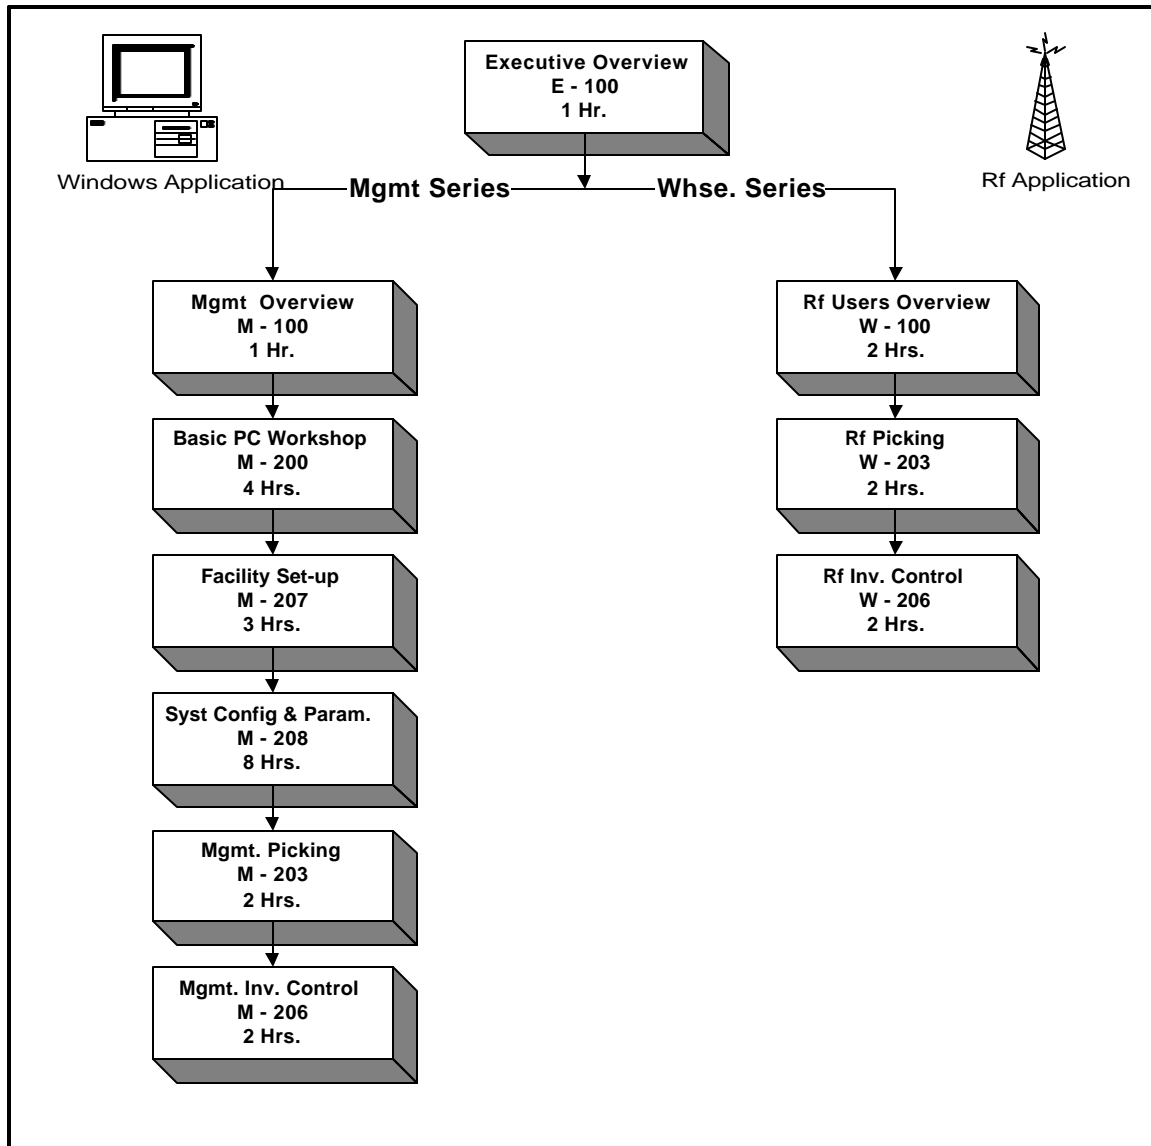 Executive Overview
E - 100
1 Hr.
Windows Application
Rf Application
Mgmt Series
Whse. Series
Mgmt Overview
M - 100
1 Hr.
Basic PC Workshop
M - 200
4 Hrs.
Facility Set-up
M - 207
3 Hrs.
Syst Config & Param.
M - 208
8 Hrs.
Mgmt. Picking
M - 203
2 Hrs.
Mgmt. Inv. Control
M - 206
2 Hrs.
Rf Users Overview
W - 100
2 Hrs.
Rf Picking
W - 203
2 Hrs.
Rf Inv. Control
W - 206
2 Hrs.